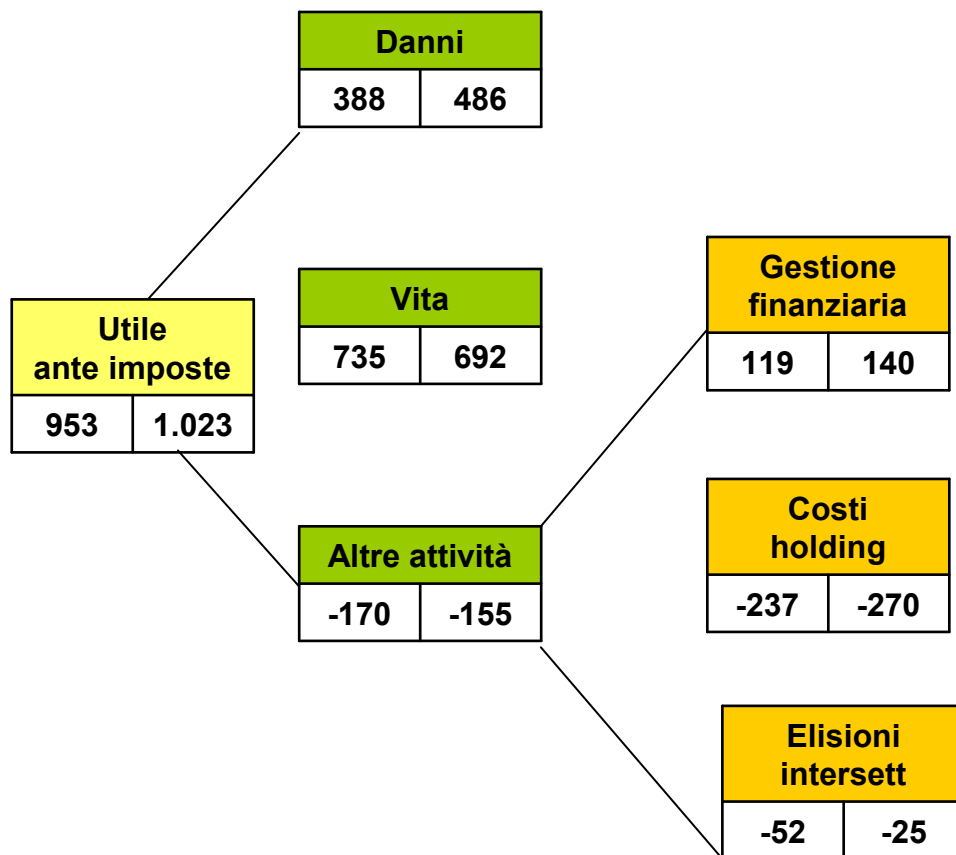 Danni
388 486
Vita
735 692
Utile
ante imposte
953 1.023
Altre attività
-170 -155
Gestione
finanziaria
119 140
Costi
holding
-237 -270
Elisioni
intersett
-52 -25